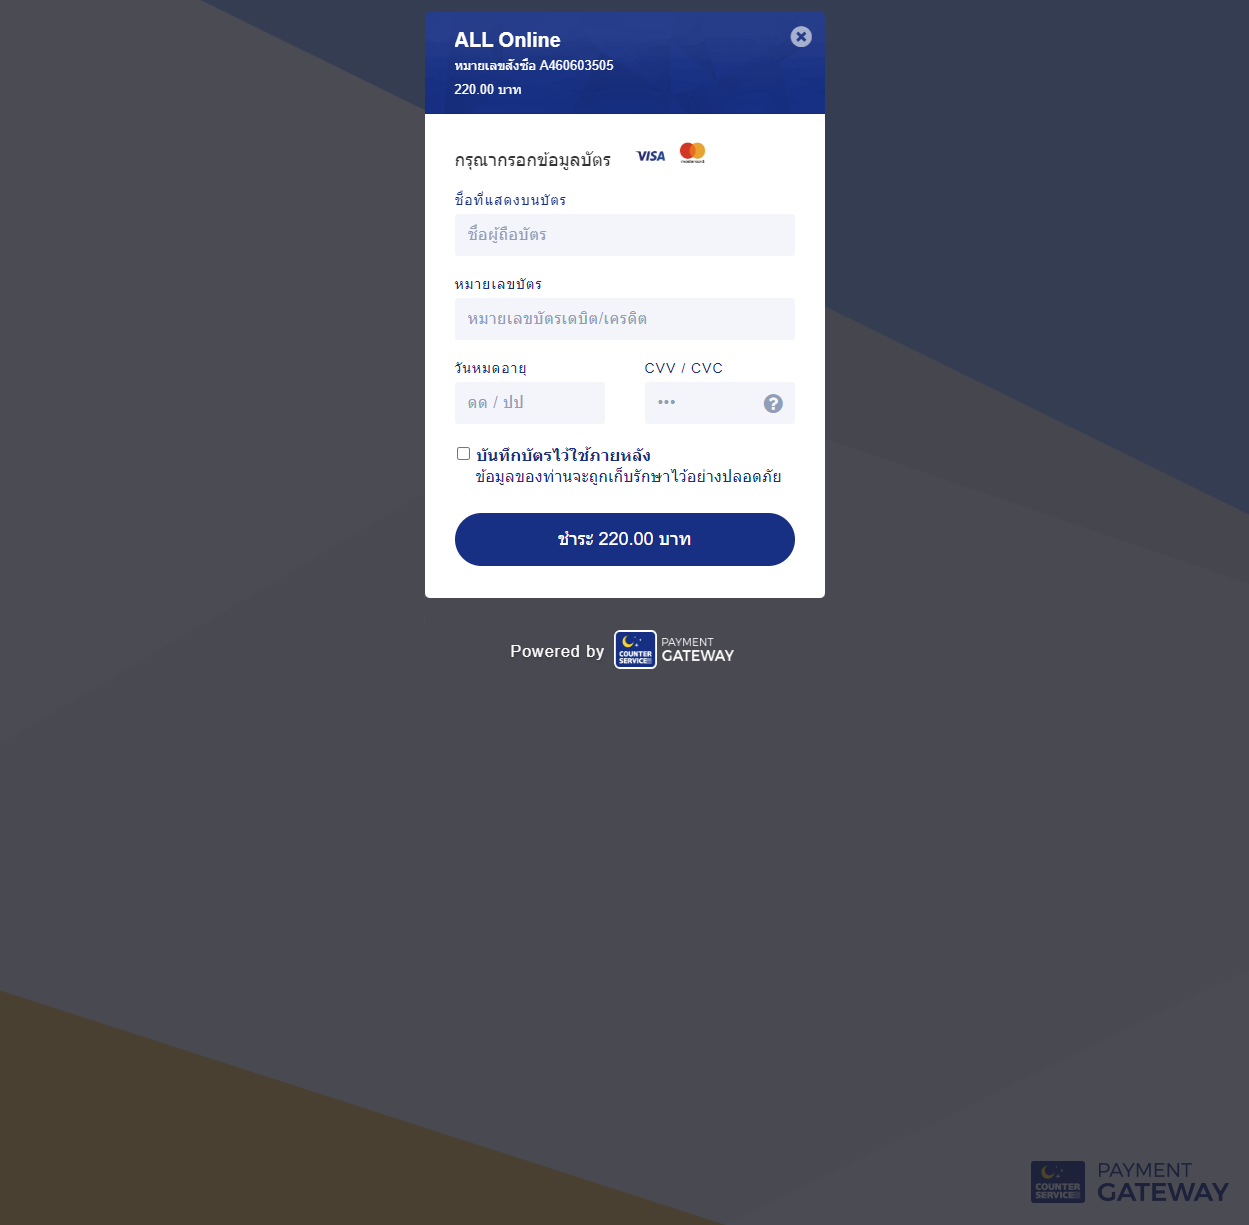 ALL Online
หมายเลขสั่งซื้อ A460603505
220.00 บาท
กรุณากรอกข้อมูลบัตร VISA mastercard
ชื่อที่แสดงบนบัตร
ชื่อผู้ถือบัตร
หมายเลขบัตร
หมายเลขบัตรเดบิต/เครดิต
วันหมดอายุ CVV / CVC
ดด / ปป •••
บันทึกบัตรไว้ใช้ภายหลัง
ข้อมูลของท่านจะถูกเก็บรักษาไว้อย่างปลอดภัย
ชำระ 220.00 บาท
Powered by COUNTER SERVICE PAYMENT GATEWAY
COUNTER SERVICE PAYMENT GATEWAY